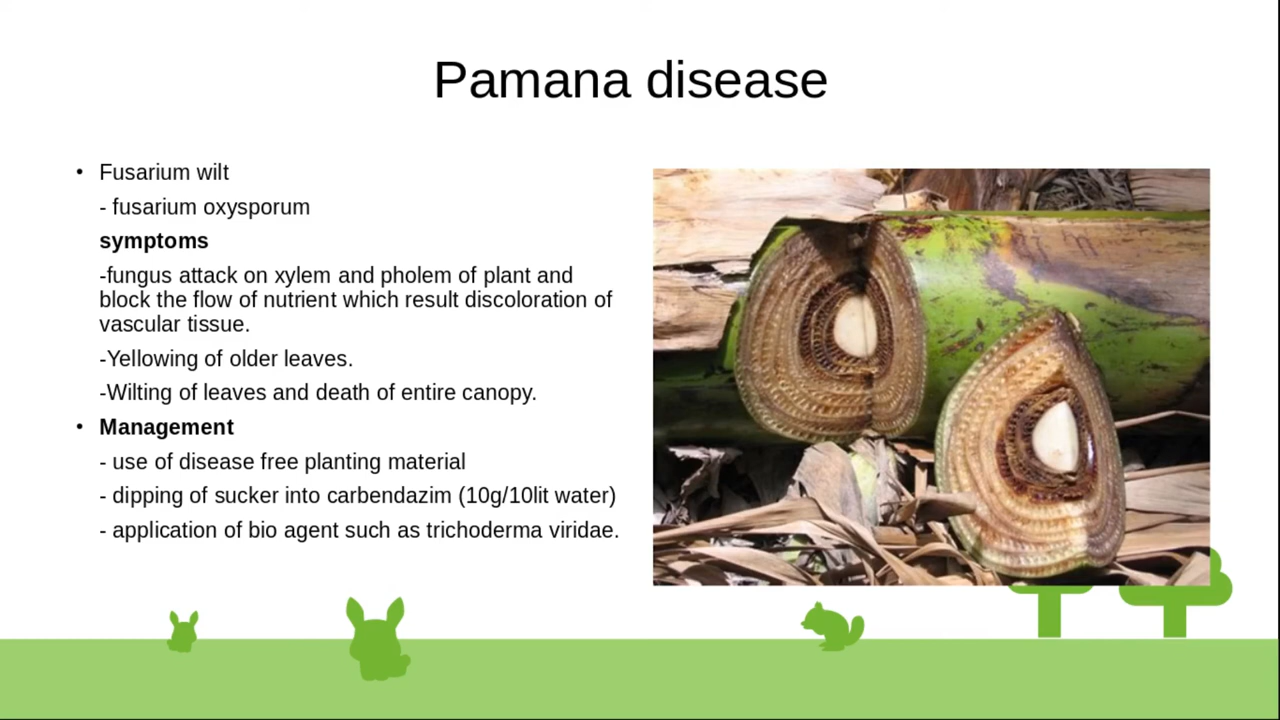 Pamana disease
• Fusarium wilt
- fusarium oxysporum
symptoms
-fungus attack on xylem and pholem of plant and
block the flow of nutrient which result discoloration of
vascular tissue.
-Yellowing of older leaves.
-Wilting of leaves and death of entire canopy.
• Management
- use of disease free planting material
- dipping of sucker into carbendazim (10g/10lit water)
- application of bio agent such as trichoderma viridae.